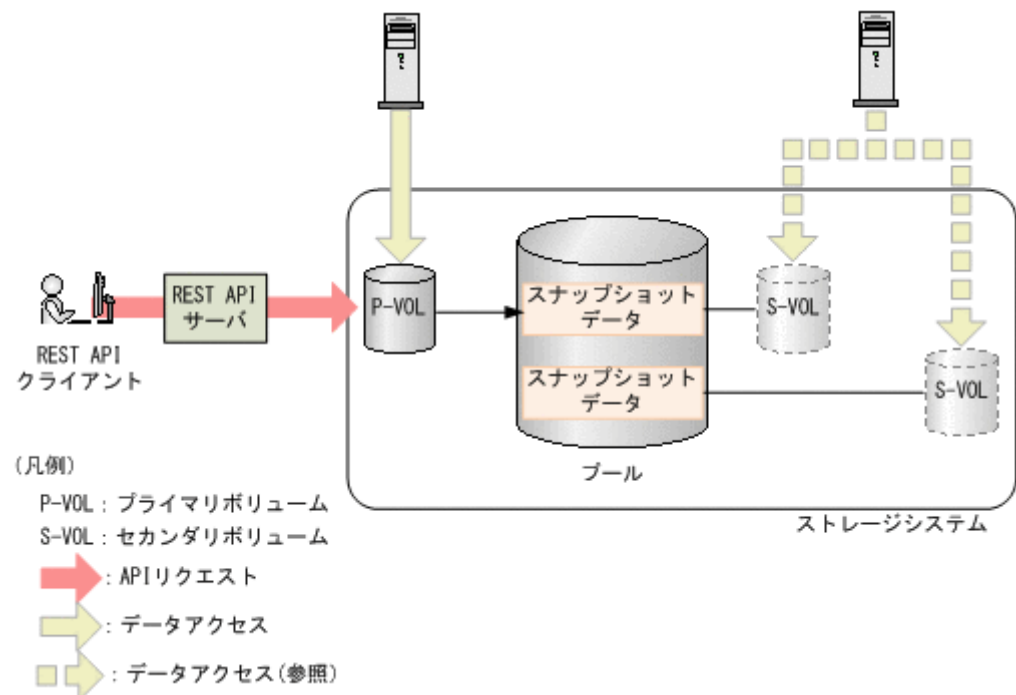 REST API
クライアント
REST API
サーバ
P-VOL
スナップショット
データ
スナップショット
データ
S-VOL
S-VOL
プール
ストレージシステム
(凡例)
P-VOL：プライマリボリューム
S-VOL：セカンダリボリューム
：APIリクエスト
：データアクセス
：データアクセス(参照)